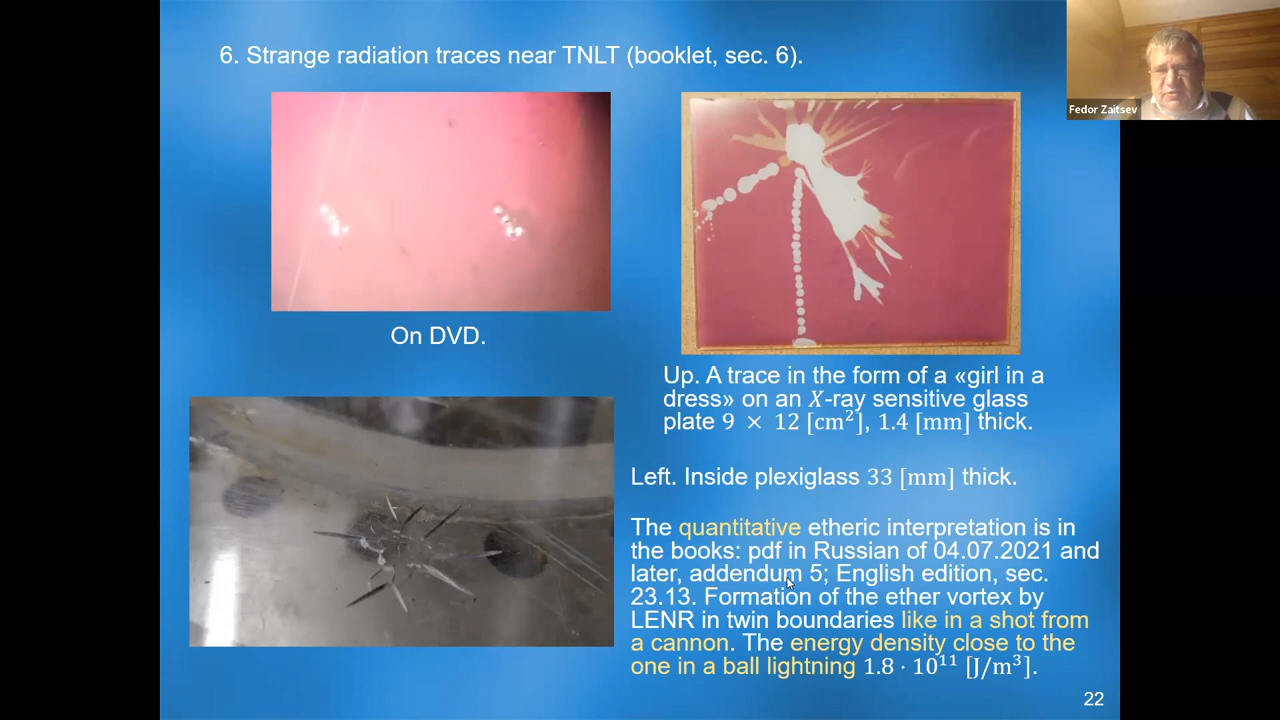 6. Strange radiation traces near TNLT (booklet, sec. 6).
Fedor Zaitsev
On DVD.
Up. A trace in the form of a «girl in a
dress» on an X-ray sensitive glass
plate 9 × 12 [cm²], 1.4 [mm] thick.
Left. Inside plexiglass 33 [mm] thick.
The quantitative etheric interpretation is in
the books: pdf in Russian of 04.07.2021 and
later, addendum 5; English edition, sec.
23.13. Formation of the ether vortex by
LENR in twin boundaries like in a shot from
a cannon. The energy density close to the
one in a ball lightning 1.8 · 10¹¹ [J/m³].
22